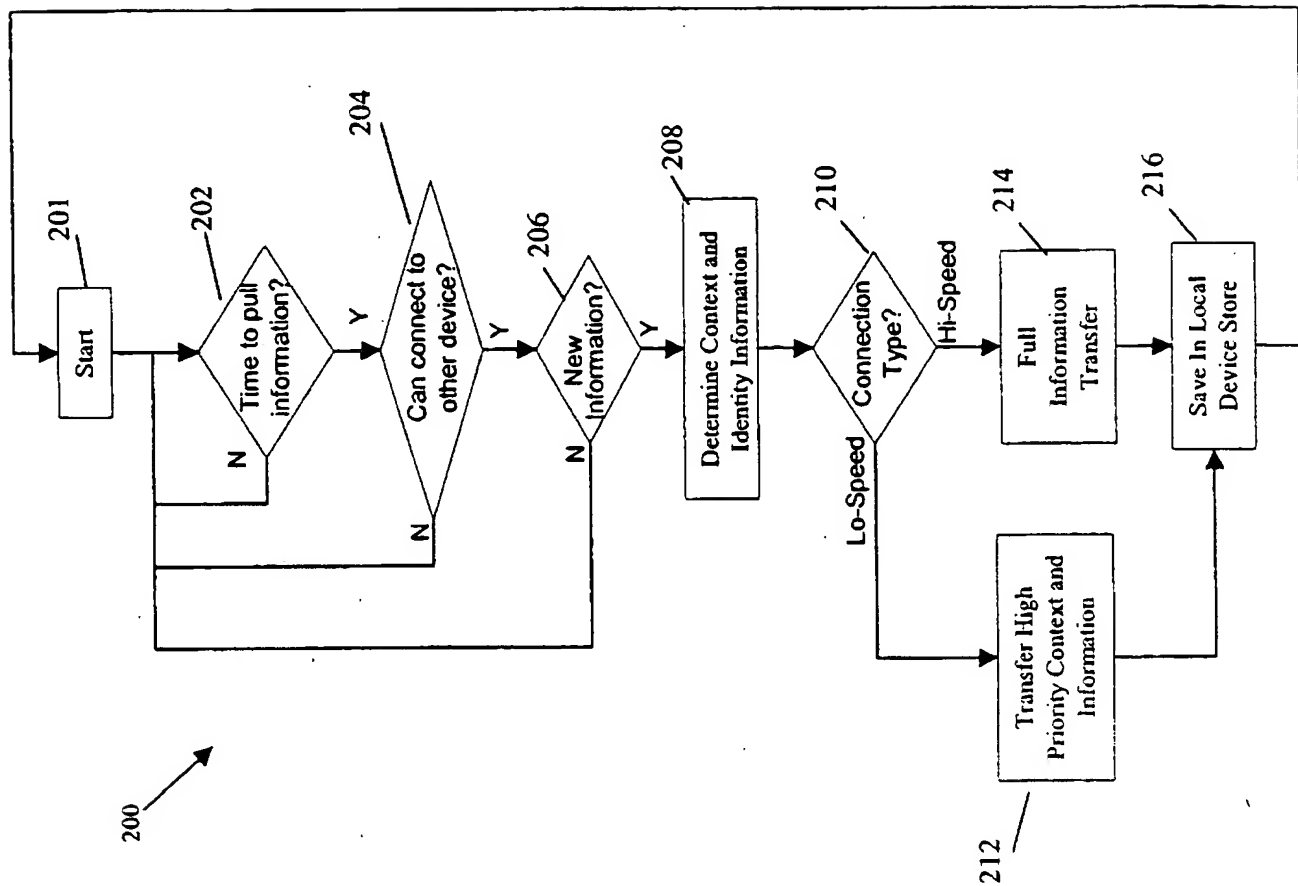 200
201
Start
202
Time to pull
information?
N
Y
204
Can connect to
other device?
N
Y
206
New
Information?
N
Y
208
Determine Context and
Identity Information
210
Connection
Type?
Lo-Speed
Hi-Speed
212
Transfer High
Priority Context and
Information
214
Full
Information
Transfer
216
Save In Local
Device Store